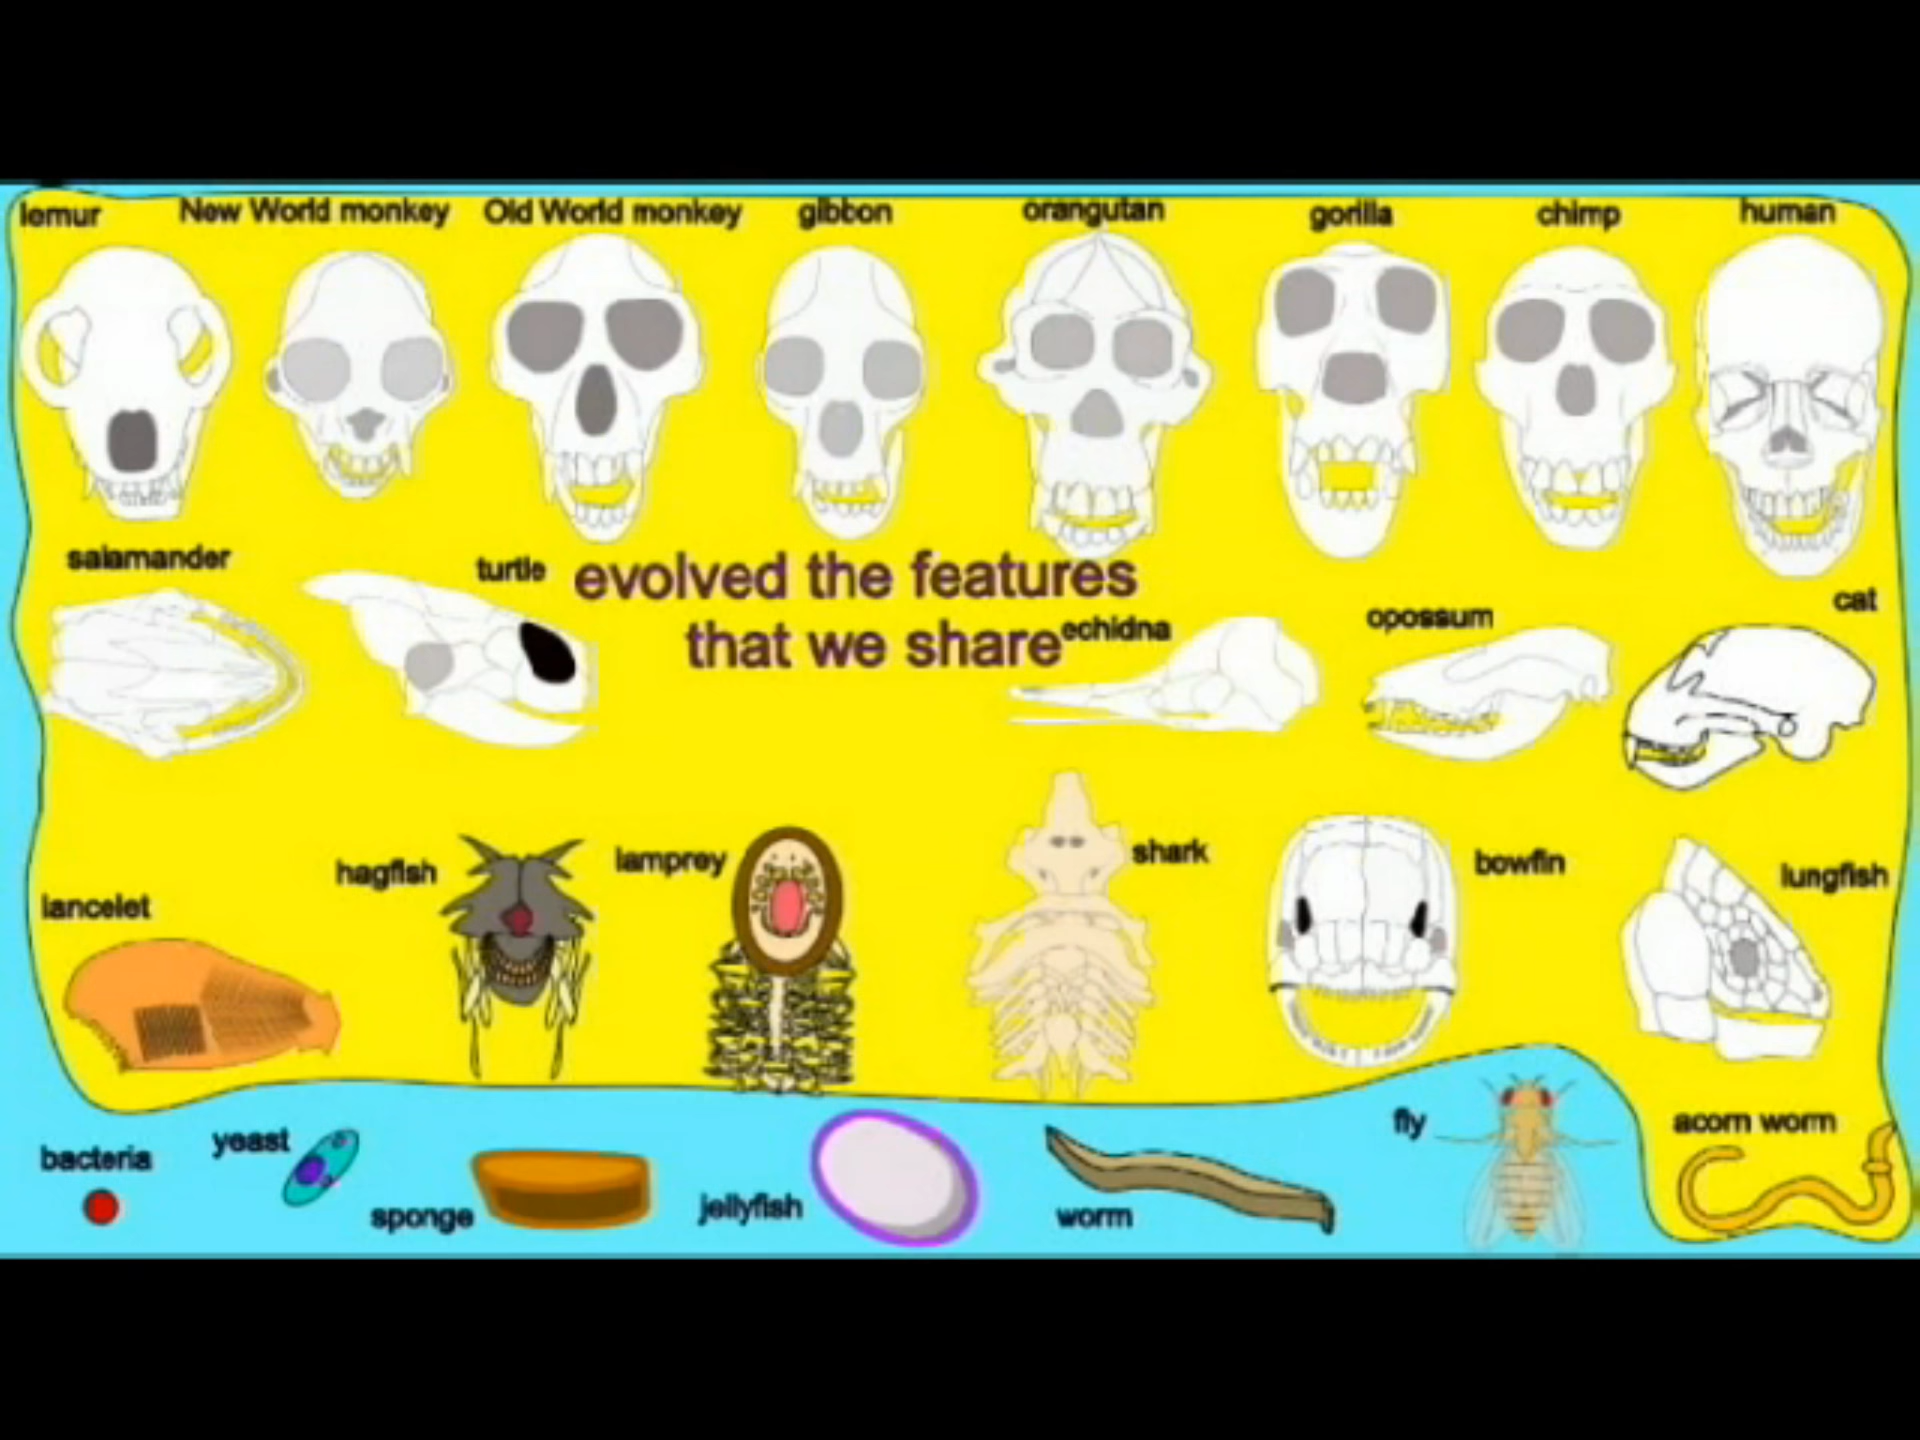 lemur
New World monkey
Old World monkey
gibbon
orangutan
gorilla
chimp
human
salamander
turtle
evolved the features
that we share
echidna
opossum
cat
lancelet
hagfish
lamprey
shark
bowfin
lungfish
bacteria
yeast
sponge
jellyfish
worm
fly
acorn worm